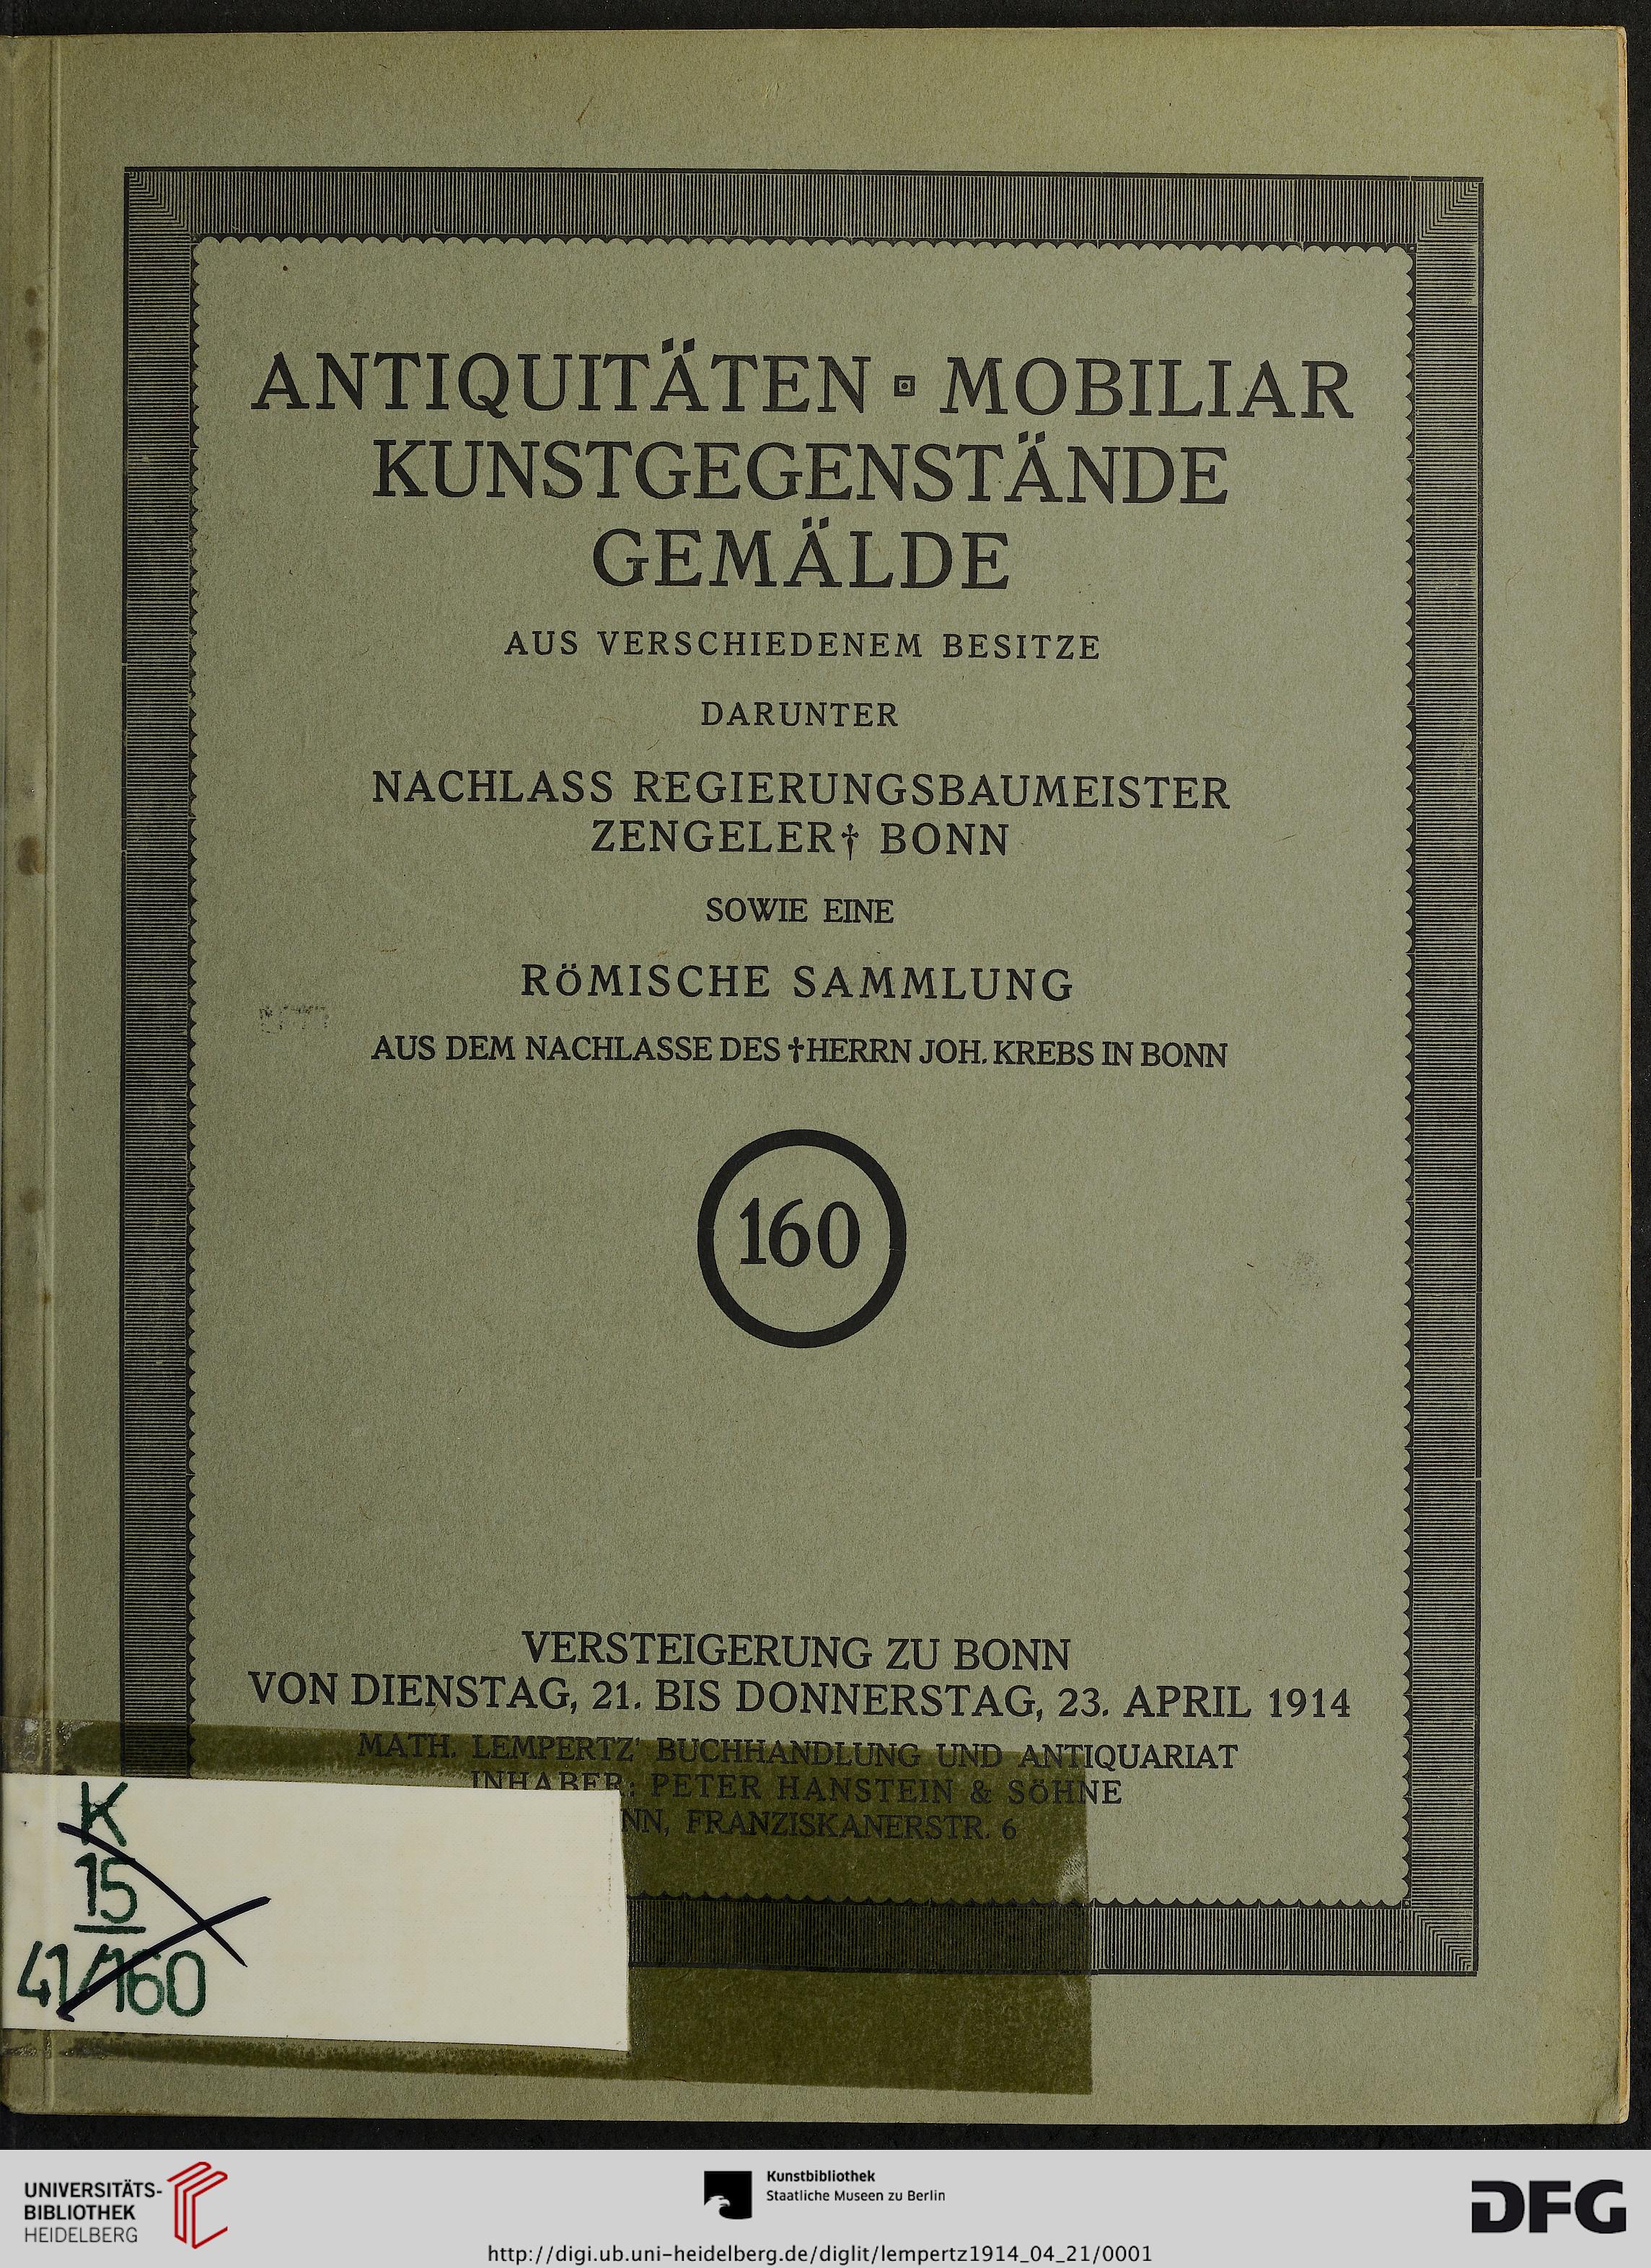 ANTIQUITÄTEN ▣ MOBILIAR
KUNSTGEGENSTÄNDE
GEMÄLDE
AUS VERSCHIEDENEM BESITZE
DARUNTER
NACHLASS REGIERUNGSBAUMEISTER
ZENGELER† BONN
SOWIE EINE
RÖMISCHE SAMMLUNG
AUS DEM NACHLASSE DES †HERRN JOH. KREBS IN BONN
160
VERSTEIGERUNG ZU BONN
VON DIENSTAG, 21. BIS DONNERSTAG, 23. APRIL 1914
MATH. LEMPERTZ' BUCHHANDLUNG UND ANTIQUARIAT
INHABER: PETER HANSTEIN & SÖHNE
NN, FRANZISKANERSTR. 6
K
15
41/160
UNIVERSITÄTS-
BIBLIOTHEK
HEIDELBERG
Kunstbibliothek
Staatliche Museen zu Berlin
DFG
http://digi.ub.uni-heidelberg.de/diglit/lempertz1914_04_21/0001